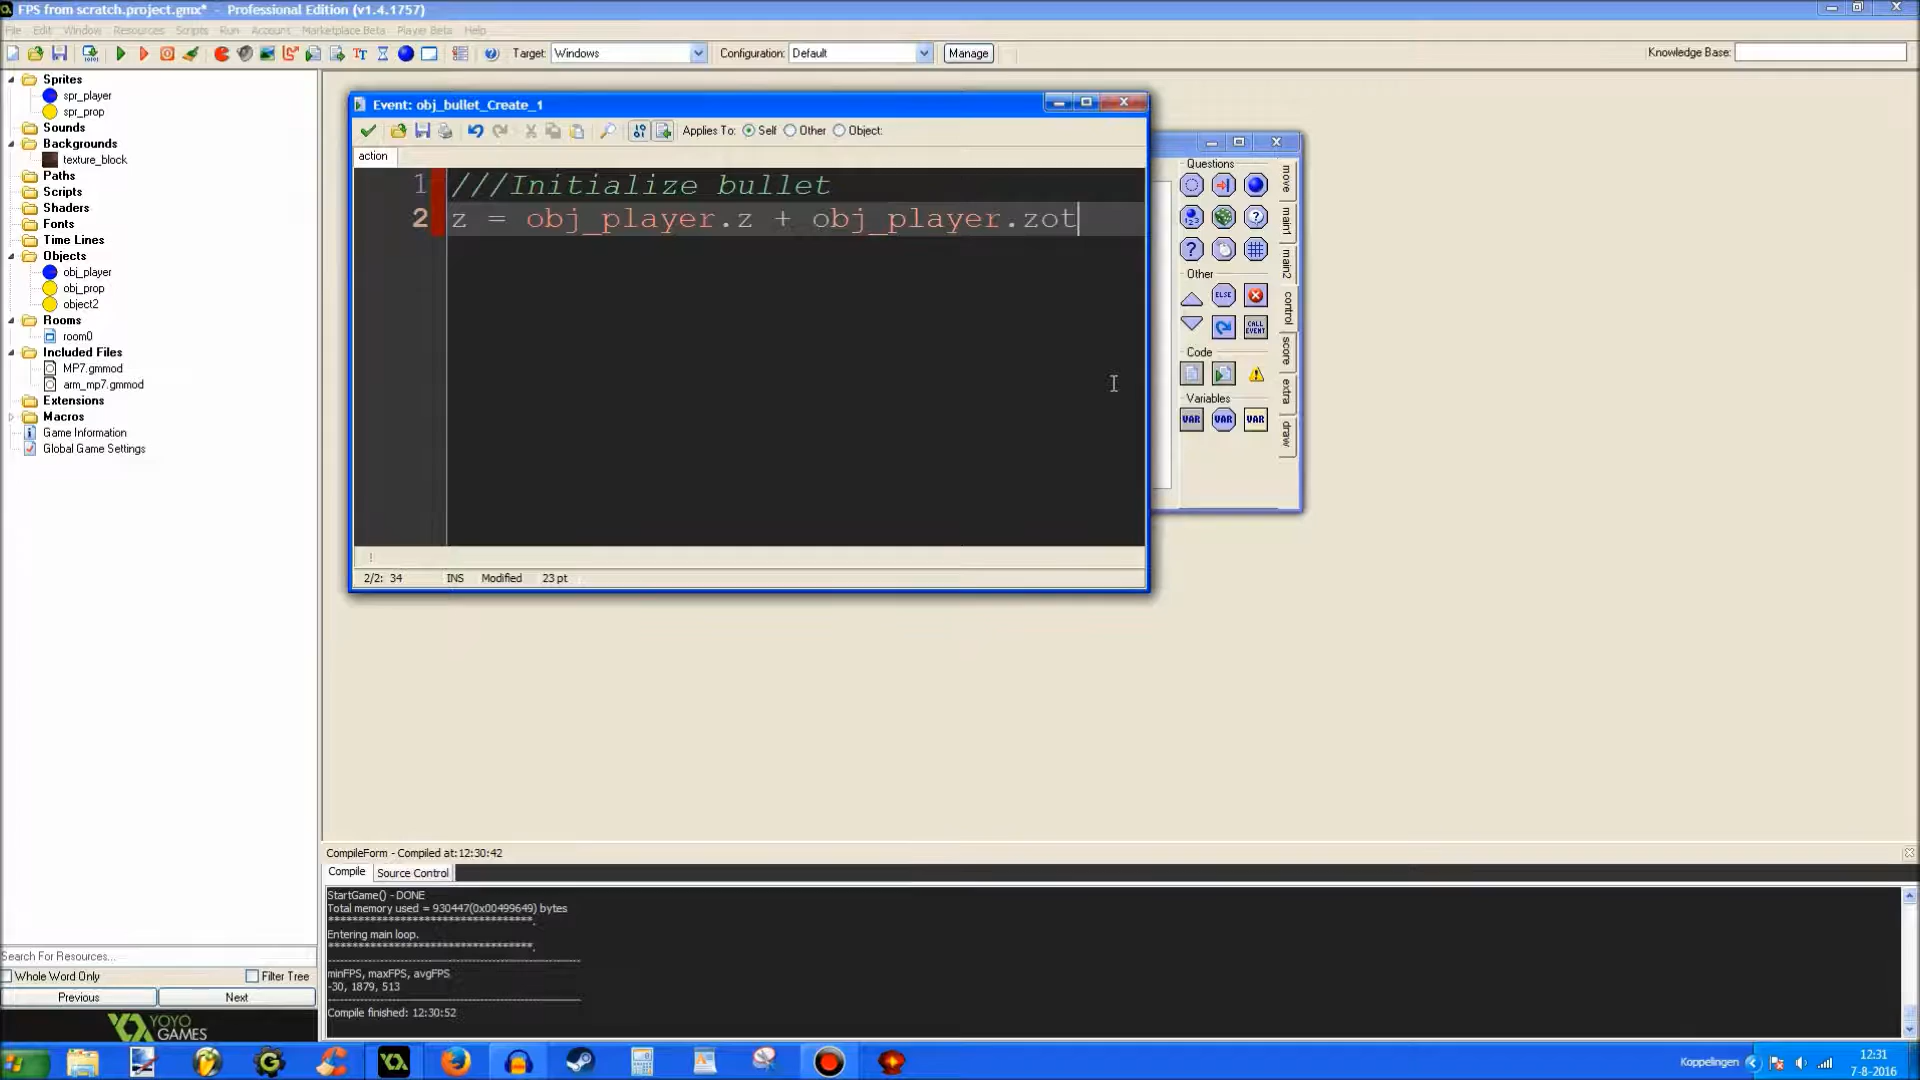 FPS from scratch.project.gmx* - Professional Edition (v1.4.1757)
File Edit Window Resources Scripts Run Account Marketplace Beta Player Beta Help
Target: Windows Configuration: Default Manage Knowledge Base:
Sprites
spr_player
spr_prop
Sounds
Backgrounds
texture_block
Paths
Scripts
Shaders
Fonts
Time Lines
Objects
obj_player
obj_prop
object2
Rooms
room0
Included Files
MP7.gmmod
arm_mp7.gmmod
Extensions
Macros
Game Information
Global Game Settings
Search For Resources...
Whole Word Only Filter Tree
Previous Next
YOYO
GAMES
Event: obj_bullet_Create_1
Applies To: Self Other Object:
action
1 ///Initialize bullet
2 z = obj_player.z + obj_player.zot
2/2: 34 INS Modified 23 pt
Questions
Other
ELSE
CALL
EVENT
Code
Variables
VAR VAR VAR
move
main1
main2
control
score
extra
draw
CompileForm - Compiled at:12:30:42
Compile Source Control
StartGame() - DONE
Total memory used = 930447(0x00499649) bytes
**********************************.
Entering main loop.
**********************************.
minFPS, maxFPS, avgFPS
-30, 1879, 513
Compile finished: 12:30:52
Koppelingen
12:31
7-8-2016